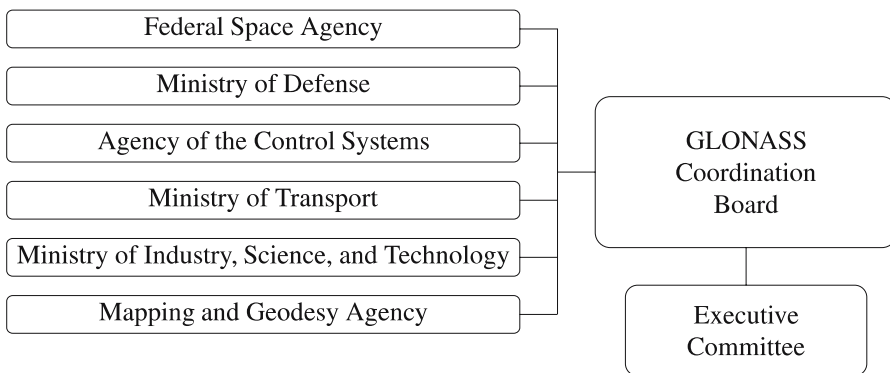 Federal Space Agency
Ministry of Defense
Agency of the Control Systems
Ministry of Transport
Ministry of Industry, Science, and Technology
Mapping and Geodesy Agency
GLONASS
Coordination
Board
Executive
Committee